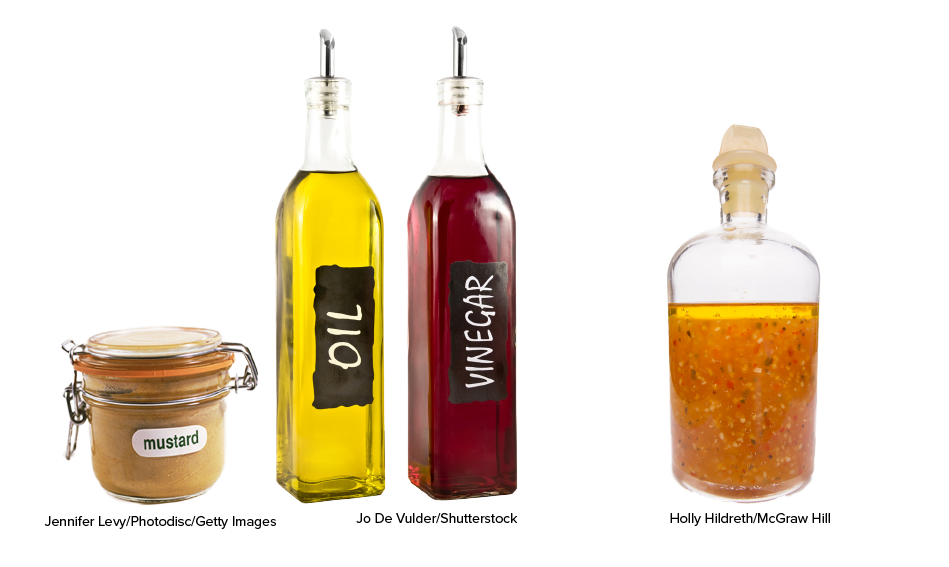 OIL
VINEGAR
mustard
Jennifer Levy/Photodisc/Getty Images
Jo De Vulder/Shutterstock
Holly Hildreth/McGraw Hill